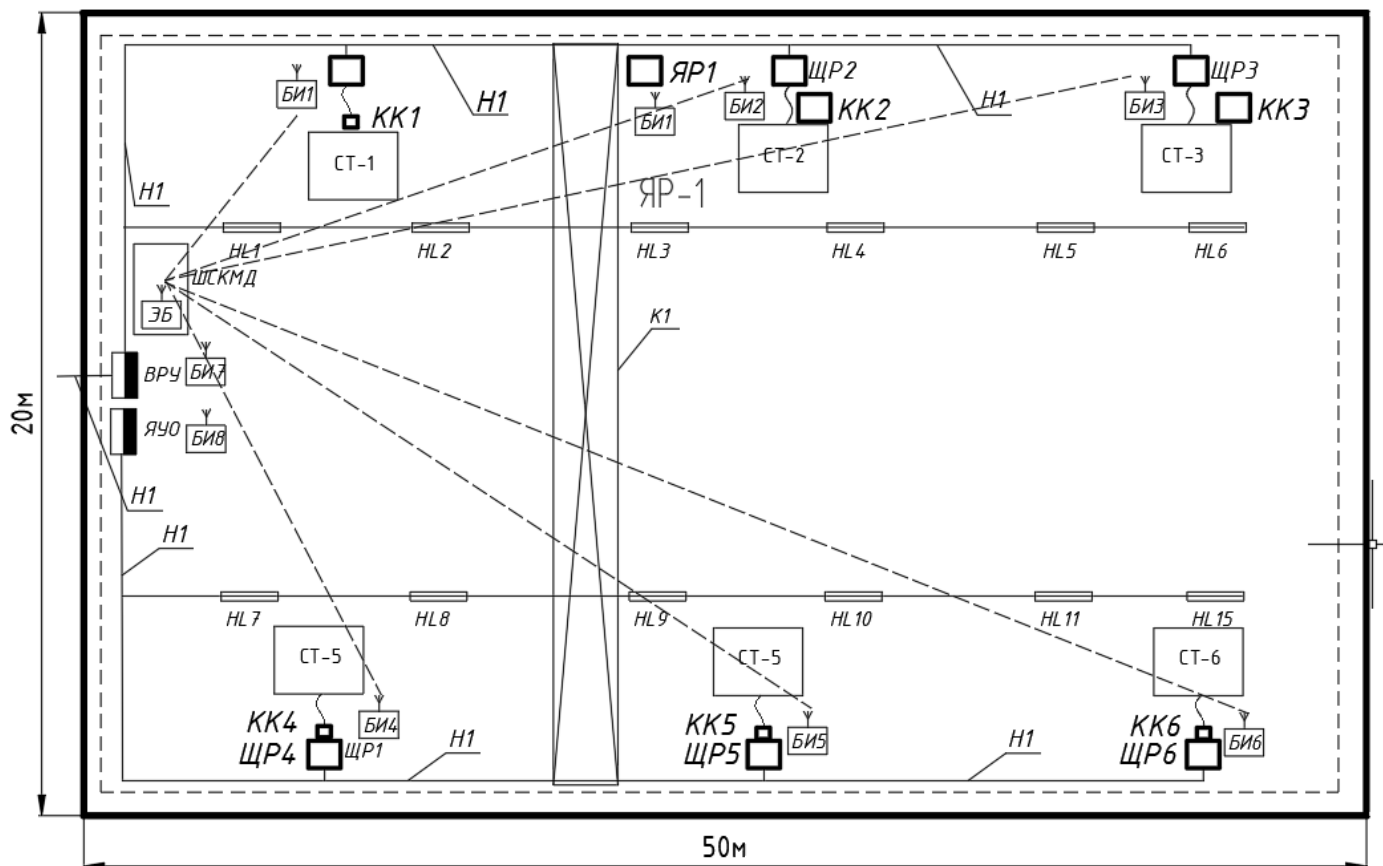 ЯР1
ЩР2
ЩР3
БИ1
БИ2
БИ3
Н1
Н1
КК1
БИ1
КК2
КК3
СТ-1
СТ-2
СТ-3
Н1
ЯР-1
HL1
HL2
HL3
HL4
HL5
HL6
ШСКМД
ЭБ
К1
ВРУ
БИ7
20м
ЯУО
БИ8
Н1
Н1
HL7
HL8
HL9
HL10
HL11
HL15
СТ-5
СТ-5
СТ-6
КК4
БИ4
КК5
КК6
ЩР4
ЩР1
Н1
ЩР5
БИ5
Н1
ЩР6
БИ6
50м